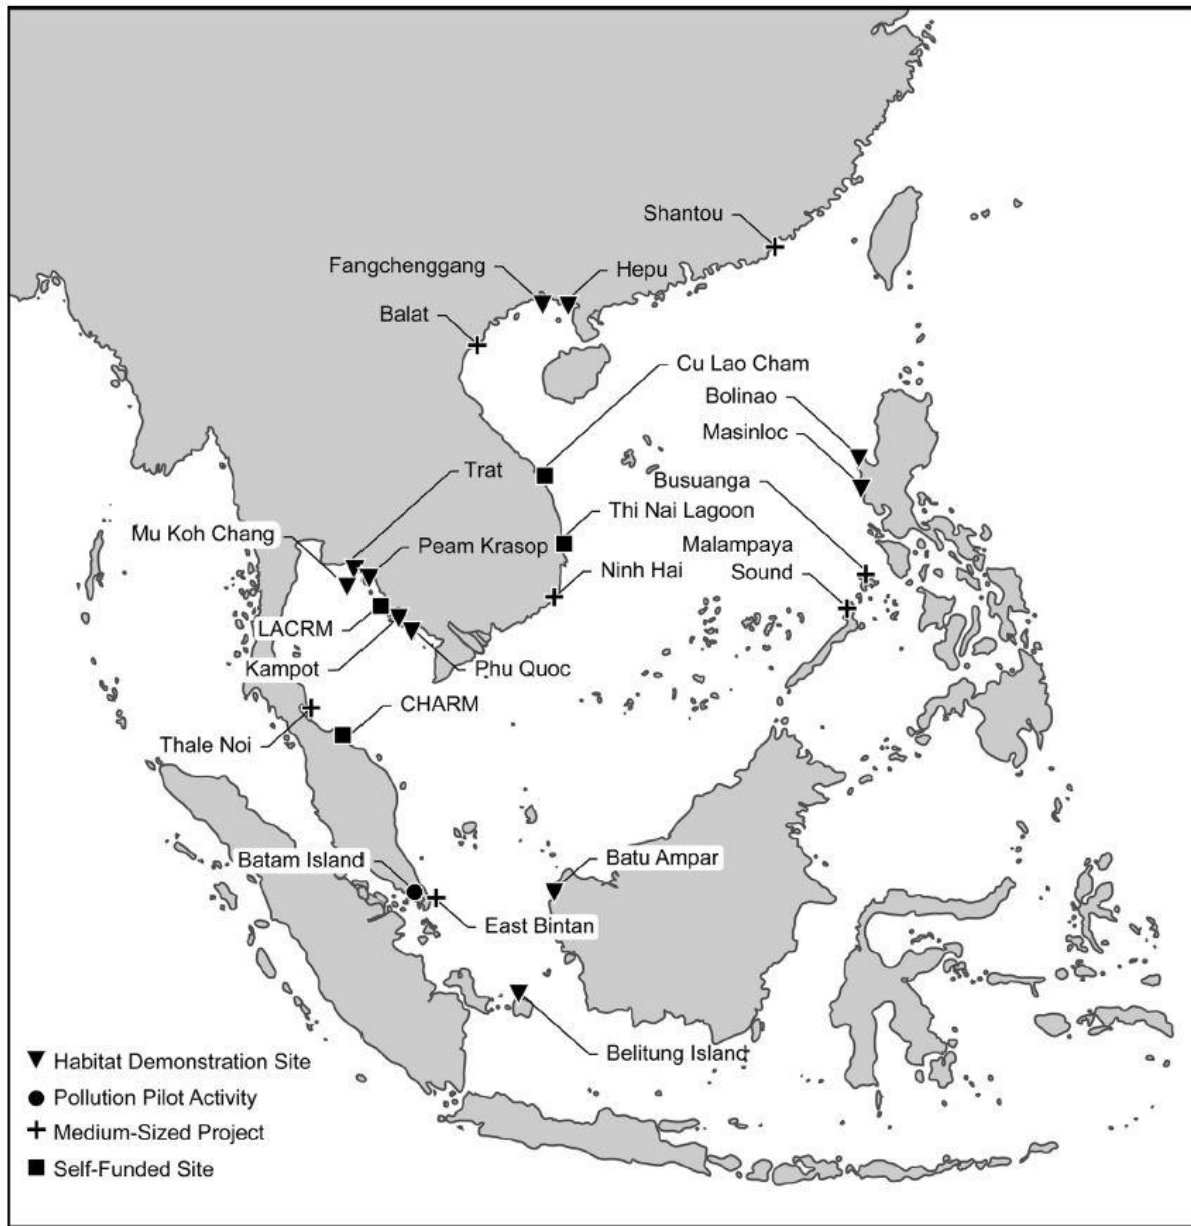 Shantou
Fangchenggang
Hepu
Balat
Cu Lao Cham
Bolinao
Masinloc
Trat
Busuanga
Thi Nai Lagoon
Mu Koh Chang
Peam Krasop
Malampaya
Sound
Ninh Hai
LACRM
Kampot
Phu Quoc
CHARM
Thale Noi
Batam Island
Batu Ampar
East Bintan
Belitung Island
Habitat Demonstration Site
Pollution Pilot Activity
Medium-Sized Project
Self-Funded Site